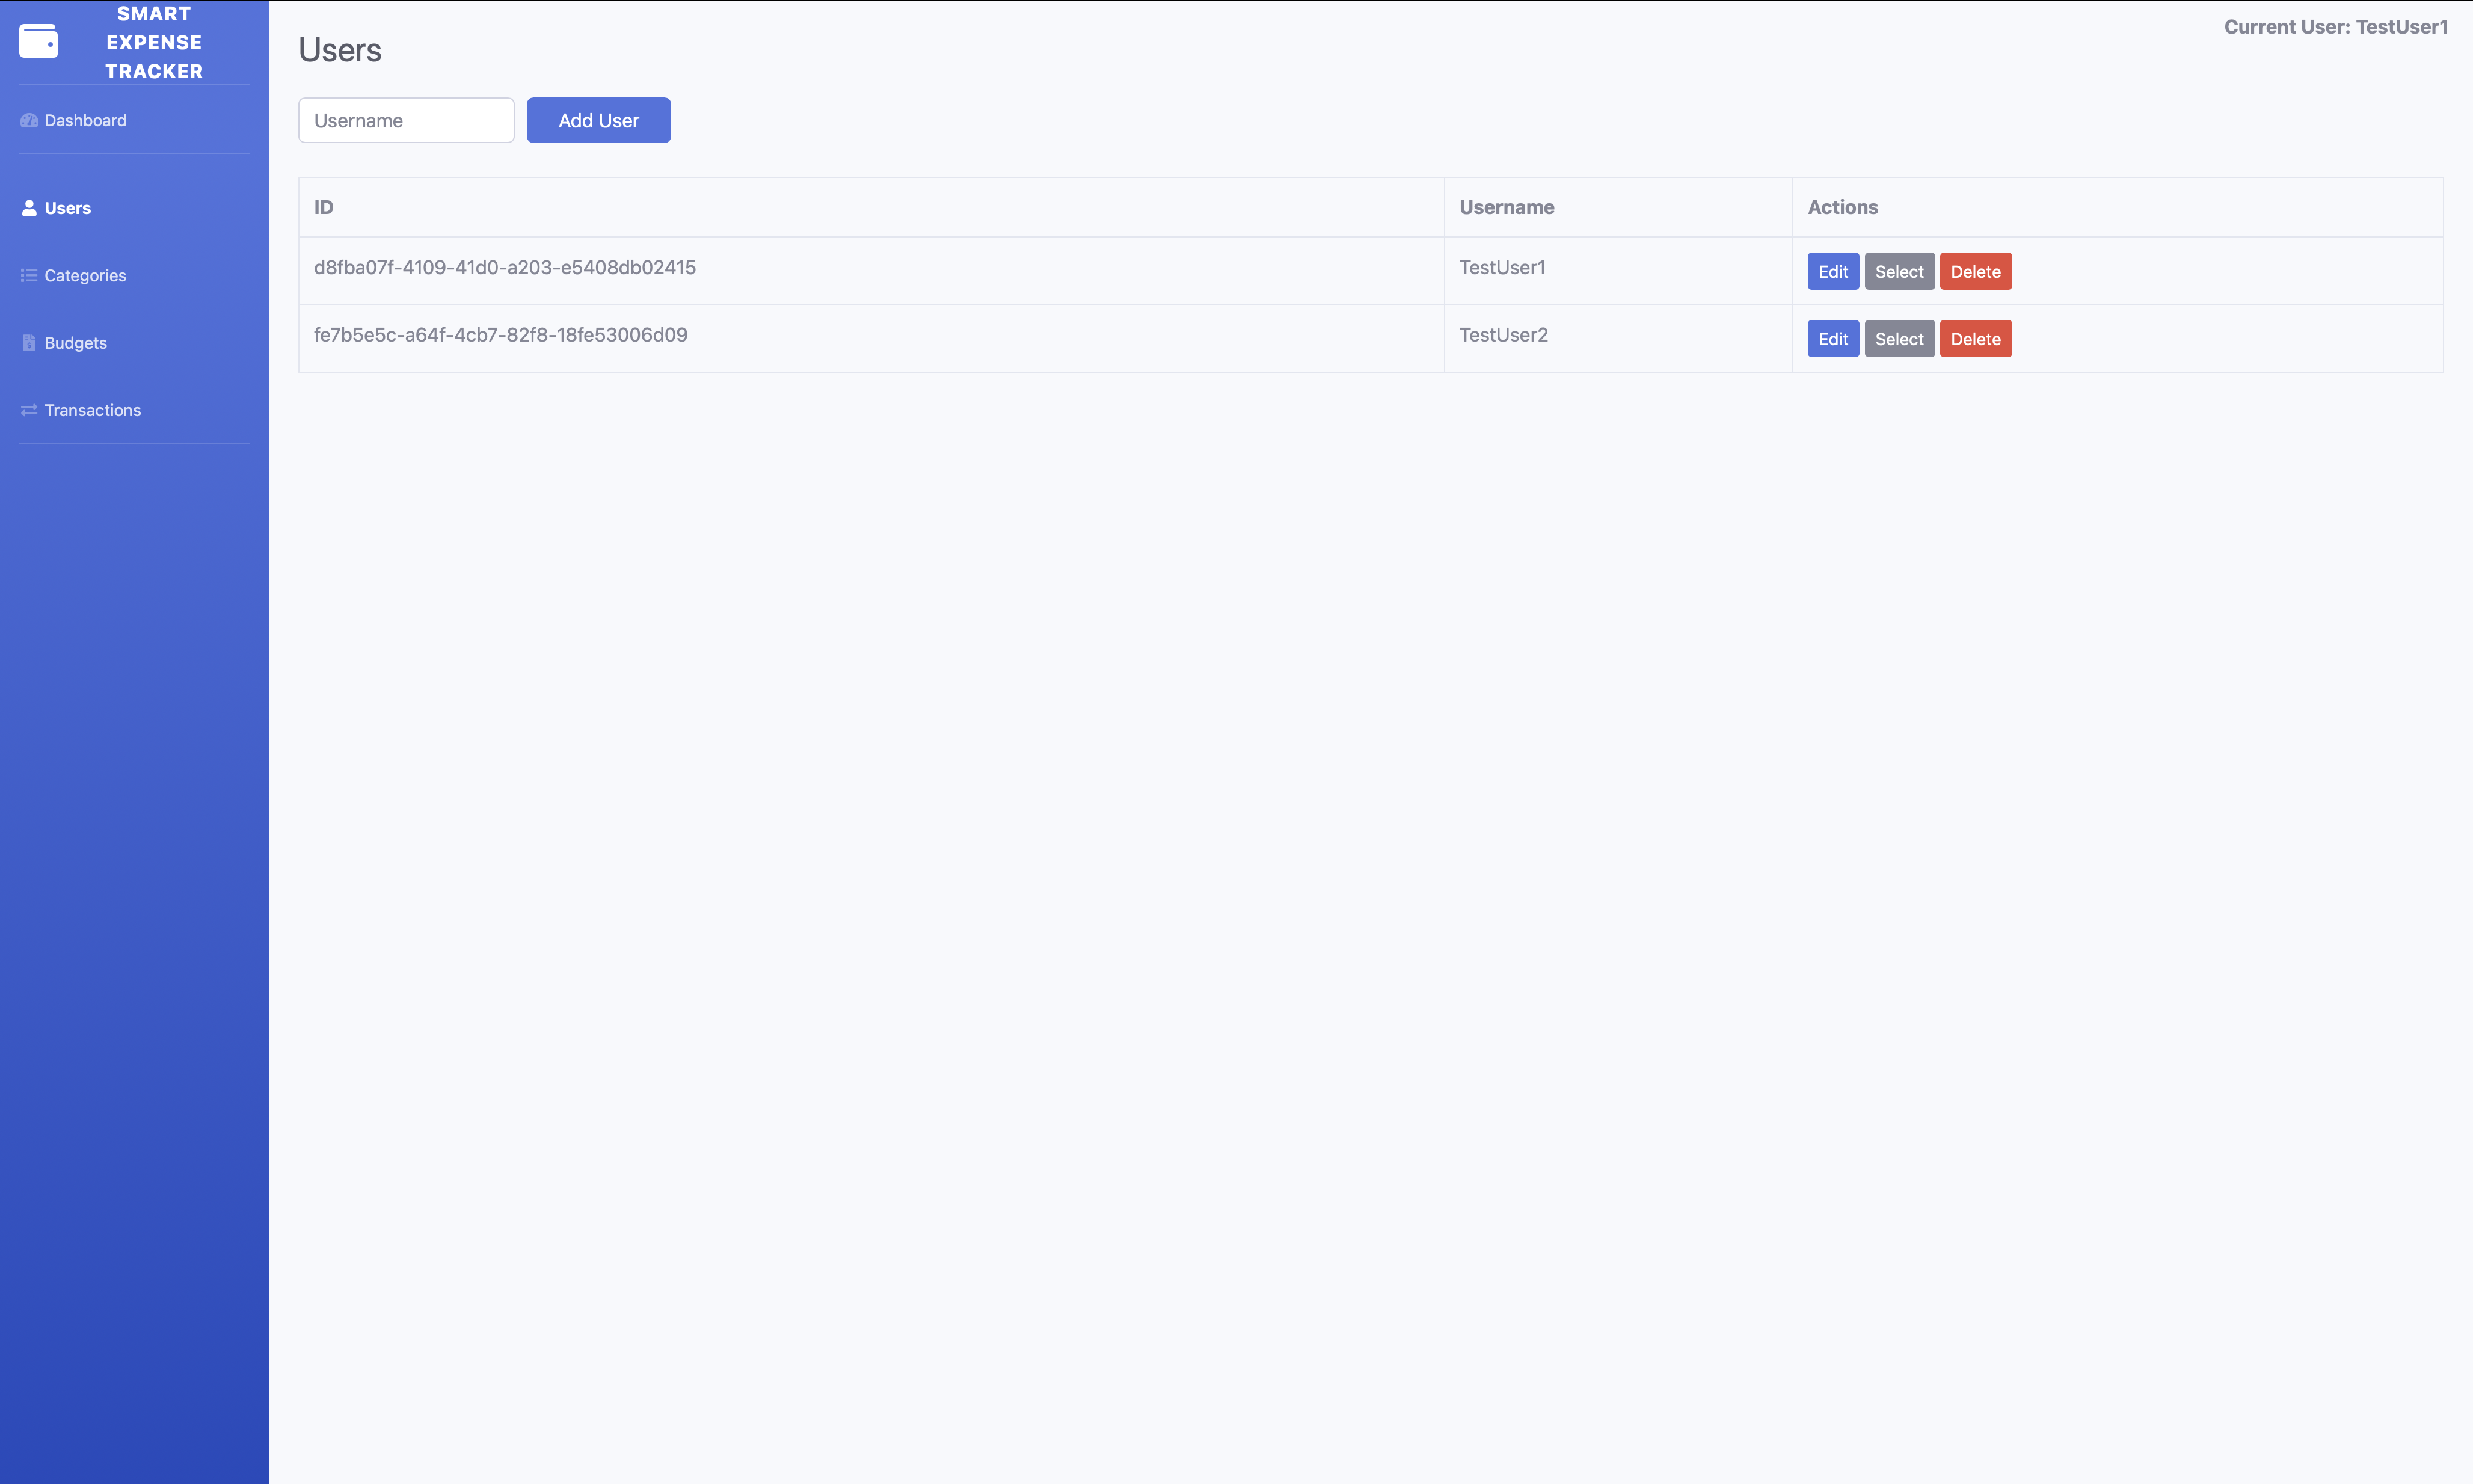 SMART
EXPENSE
TRACKER
Dashboard
Users
Categories
Budgets
Transactions
Current User: TestUser1
Users
Username
Add User
ID Username Actions
d8fba07f-4109-41d0-a203-e5408db02415 TestUser1 Edit Select Delete
fe7b5e5c-a64f-4cb7-82f8-18fe53006d09 TestUser2 Edit Select Delete